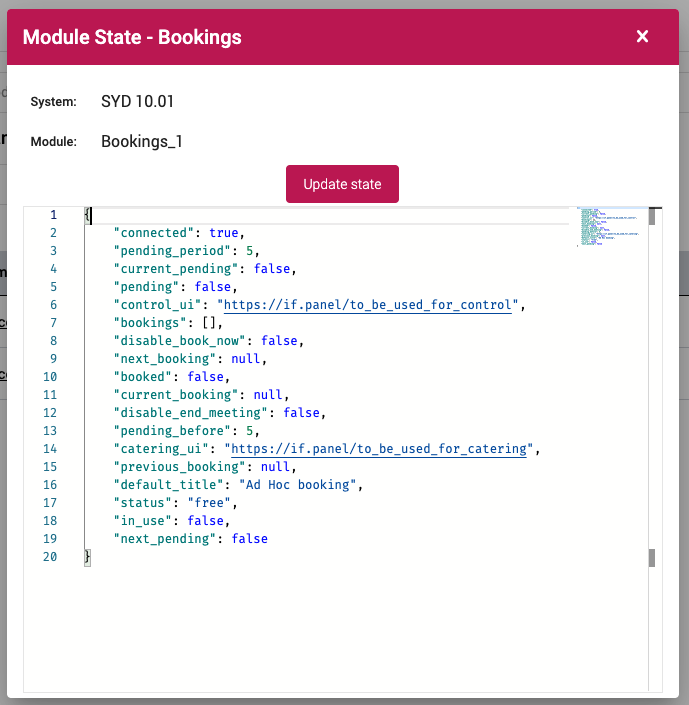 Module State - Bookings
System: SYD 10.01
Module: Bookings_1
Update state
1 {
2 "connected": true,
3 "pending_period": 5,
4 "current_pending": false,
5 "pending": false,
6 "control_ui": "https://if.panel/to_be_used_for_control",
7 "bookings": [],
8 "disable_book_now": false,
9 "next_booking": null,
10 "booked": false,
11 "current_booking": null,
12 "disable_end_meeting": false,
13 "pending_before": 5,
14 "catering_ui": "https://if.panel/to_be_used_for_catering",
15 "previous_booking": null,
16 "default_title": "Ad Hoc booking",
17 "status": "free",
18 "in_use": false,
19 "next_pending": false
20 }